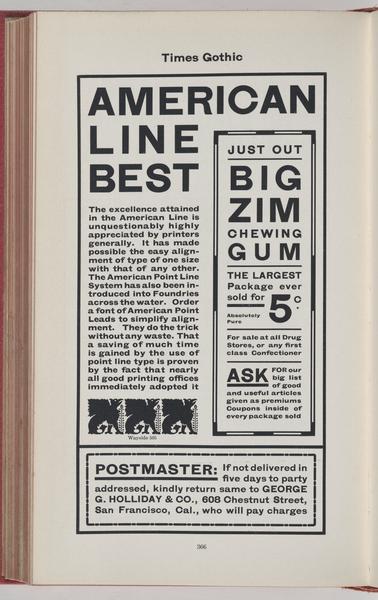 Times Gothic
AMERICAN
LINE
BEST
The excellence attained
in the American Line is
unquestionably highly
appreciated by printers
generally. It has made
possible the easy align-
ment of type of one size
with that of any other.
The American Point Line
System has also been in-
troduced into Foundries
across the water. Order
a font of American Point
Leads to simplify align-
ment. They do the trick
without any waste. That
a saving of much time
is gained by the use of
point line type is proven
by the fact that nearly
all good printing offices
immediately adopted it
Wayside 505
JUST OUT
BIG
ZIM
CHEWING
GUM
THE LARGEST
Package ever
sold for 5c.
Absolutely
Pure
For sale at all Drug
Stores, or any first
class Confectioner
ASK FOR our
big list
of good
and useful articles
given as premiums
Coupons inside of
every package sold
POSTMASTER: If not delivered in
five days to party
addressed, kindly return same to GEORGE
G. HOLLIDAY & CO., 608 Chestnut Street,
San Francisco, Cal., who will pay charges
366